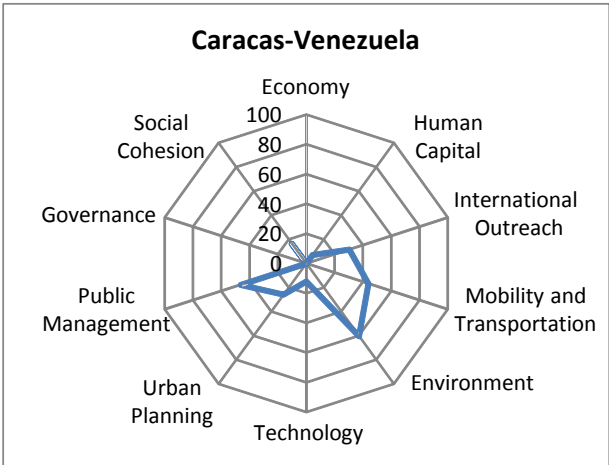 Caracas-Venezuela
Economy
Human
Capital
International
Outreach
Mobility and
Transportation
Environment
Technology
Urban
Planning
Public
Management
Governance
Social
Cohesion
100
80
60
40
20
0